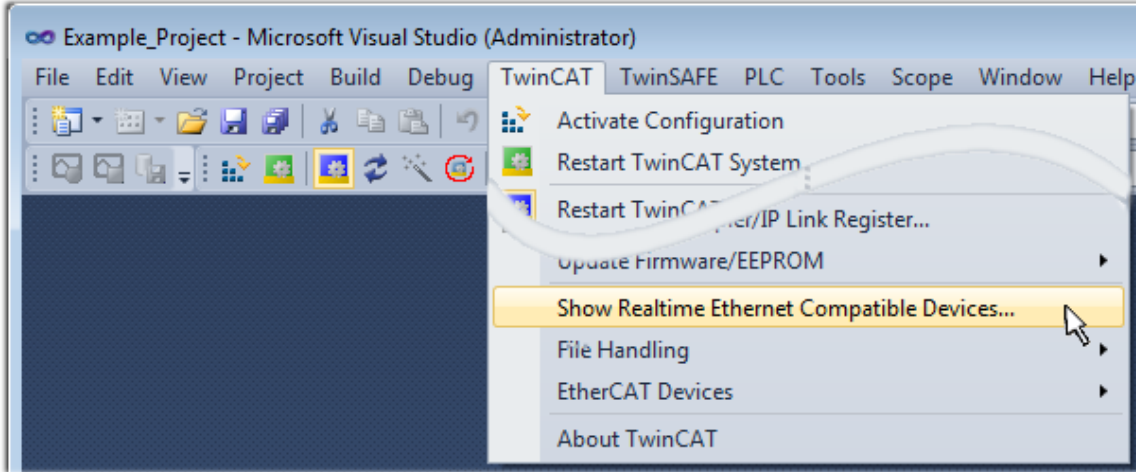 Example_Project - Microsoft Visual Studio (Administrator)
File Edit View Project Build Debug TwinCAT TwinSAFE PLC Tools Scope Window Help
Activate Configuration
Restart TwinCAT System
Restart
er/IP Link Register...
Update Firmware/EEPROM
Show Realtime Ethernet Compatible Devices...
File Handling
EtherCAT Devices
About TwinCAT